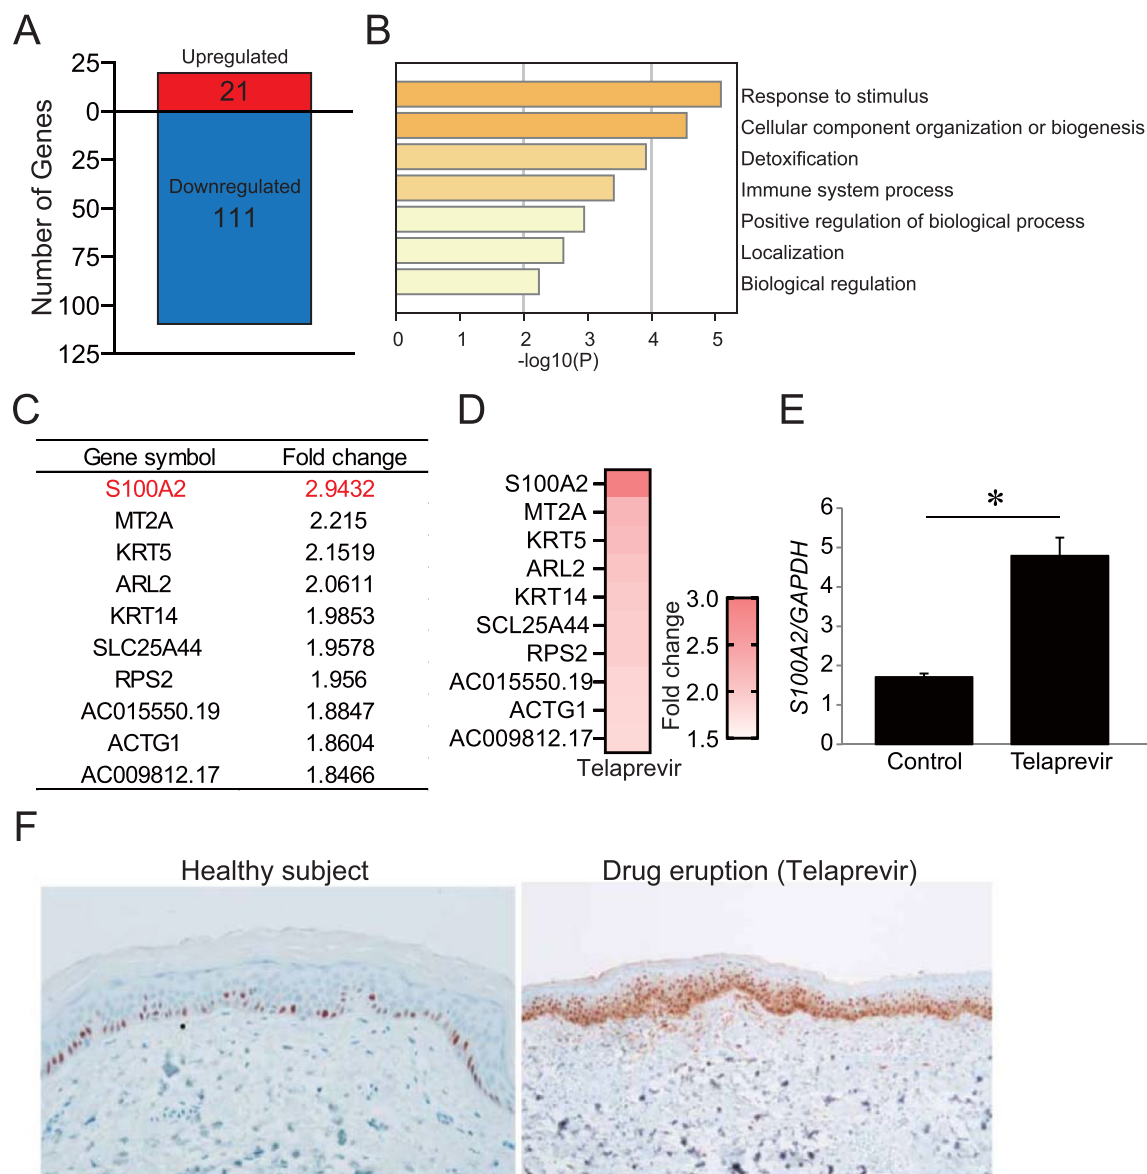 A
Upregulated
25
21
0
25
Downregulated
50
111
75
100
125
Number of Genes
B
Response to stimulus
Cellular component organization or biogenesis
Detoxification
Immune system process
Positive regulation of biological process
Localization
Biological regulation
0 1 2 3 4 5
-log10(P)
C
Gene symbol Fold change
S100A2 2.9432
MT2A 2.215
KRT5 2.1519
ARL2 2.0611
KRT14 1.9853
SLC25A44 1.9578
RPS2 1.956
AC015550.19 1.8847
ACTG1 1.8604
AC009812.17 1.8466
D
S100A2
MT2A
KRT5
ARL2
KRT14
SCL25A44
RPS2
AC015550.19
ACTG1
AC009812.17
Telaprevir
Fold change
3.0
2.5
2.0
1.5
E
S100A2/GAPDH
6
5
4
3
2
1
0
*
Control Telaprevir
F
Healthy subject Drug eruption (Telaprevir)